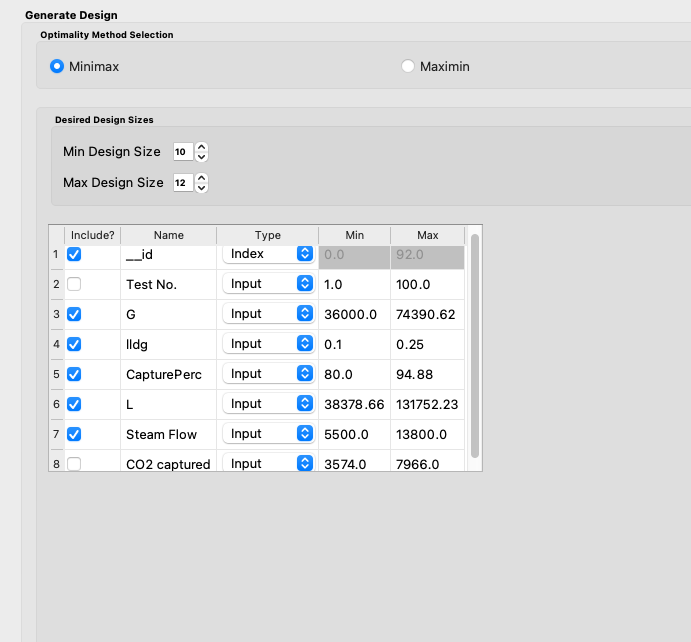 Generate Design
Optimality Method Selection
Minimax Maximin
Desired Design Sizes
Min Design Size 10
Max Design Size 12
Include? Name Type Min Max
1 __id Index 0.0 92.0
2 Test No. Input 1.0 100.0
3 G Input 36000.0 74390.62
4 lldg Input 0.1 0.25
5 CapturePerc Input 80.0 94.88
6 L Input 38378.66 131752.23
7 Steam Flow Input 5500.0 13800.0
8 CO2 captured Input 3574.0 7966.0